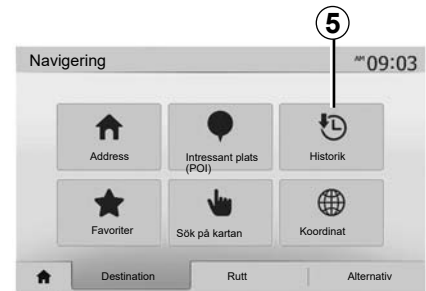 5
Navigering
AM 09:03
Address
Intressant plats
(POI)
Historik
Favoriter
Sök på kartan
Koordinat
Destination
Rutt
Alternativ